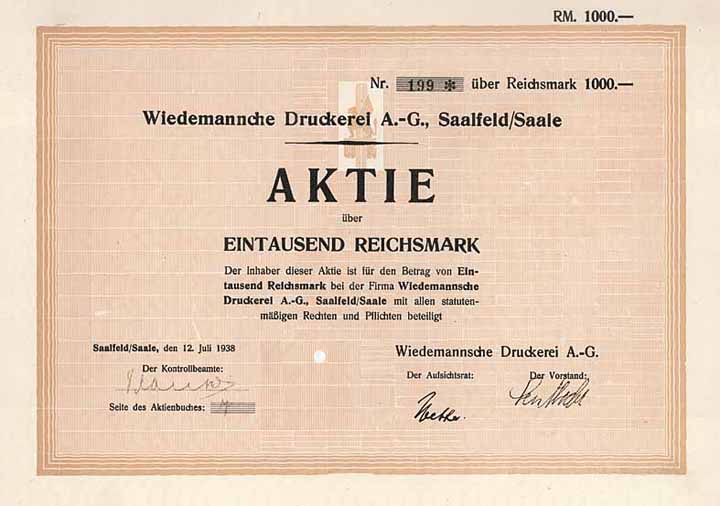 RM. 1000.—
Nr. 199 * über Reichsmark 1000.—
Wiedemannche Druckerei A.-G., Saalfeld/Saale
AKTIE
über
EINTAUSEND REICHSMARK
Der Inhaber dieser Aktie ist für den Betrag von Ein-
tausend Reichsmark bei der Firma Wiedemannsche
Druckerei A.-G., Saalfeld/Saale mit allen statuten-
mäßigen Rechten und Pflichten beteiligt
Saalfeld/Saale, den 12. Juli 1938
Wiedemannsche Druckerei A.-G.
Der Kontrollbeamte:
Der Aufsichtsrat: Der Vorstand:
Seite des Aktienbuches: 7